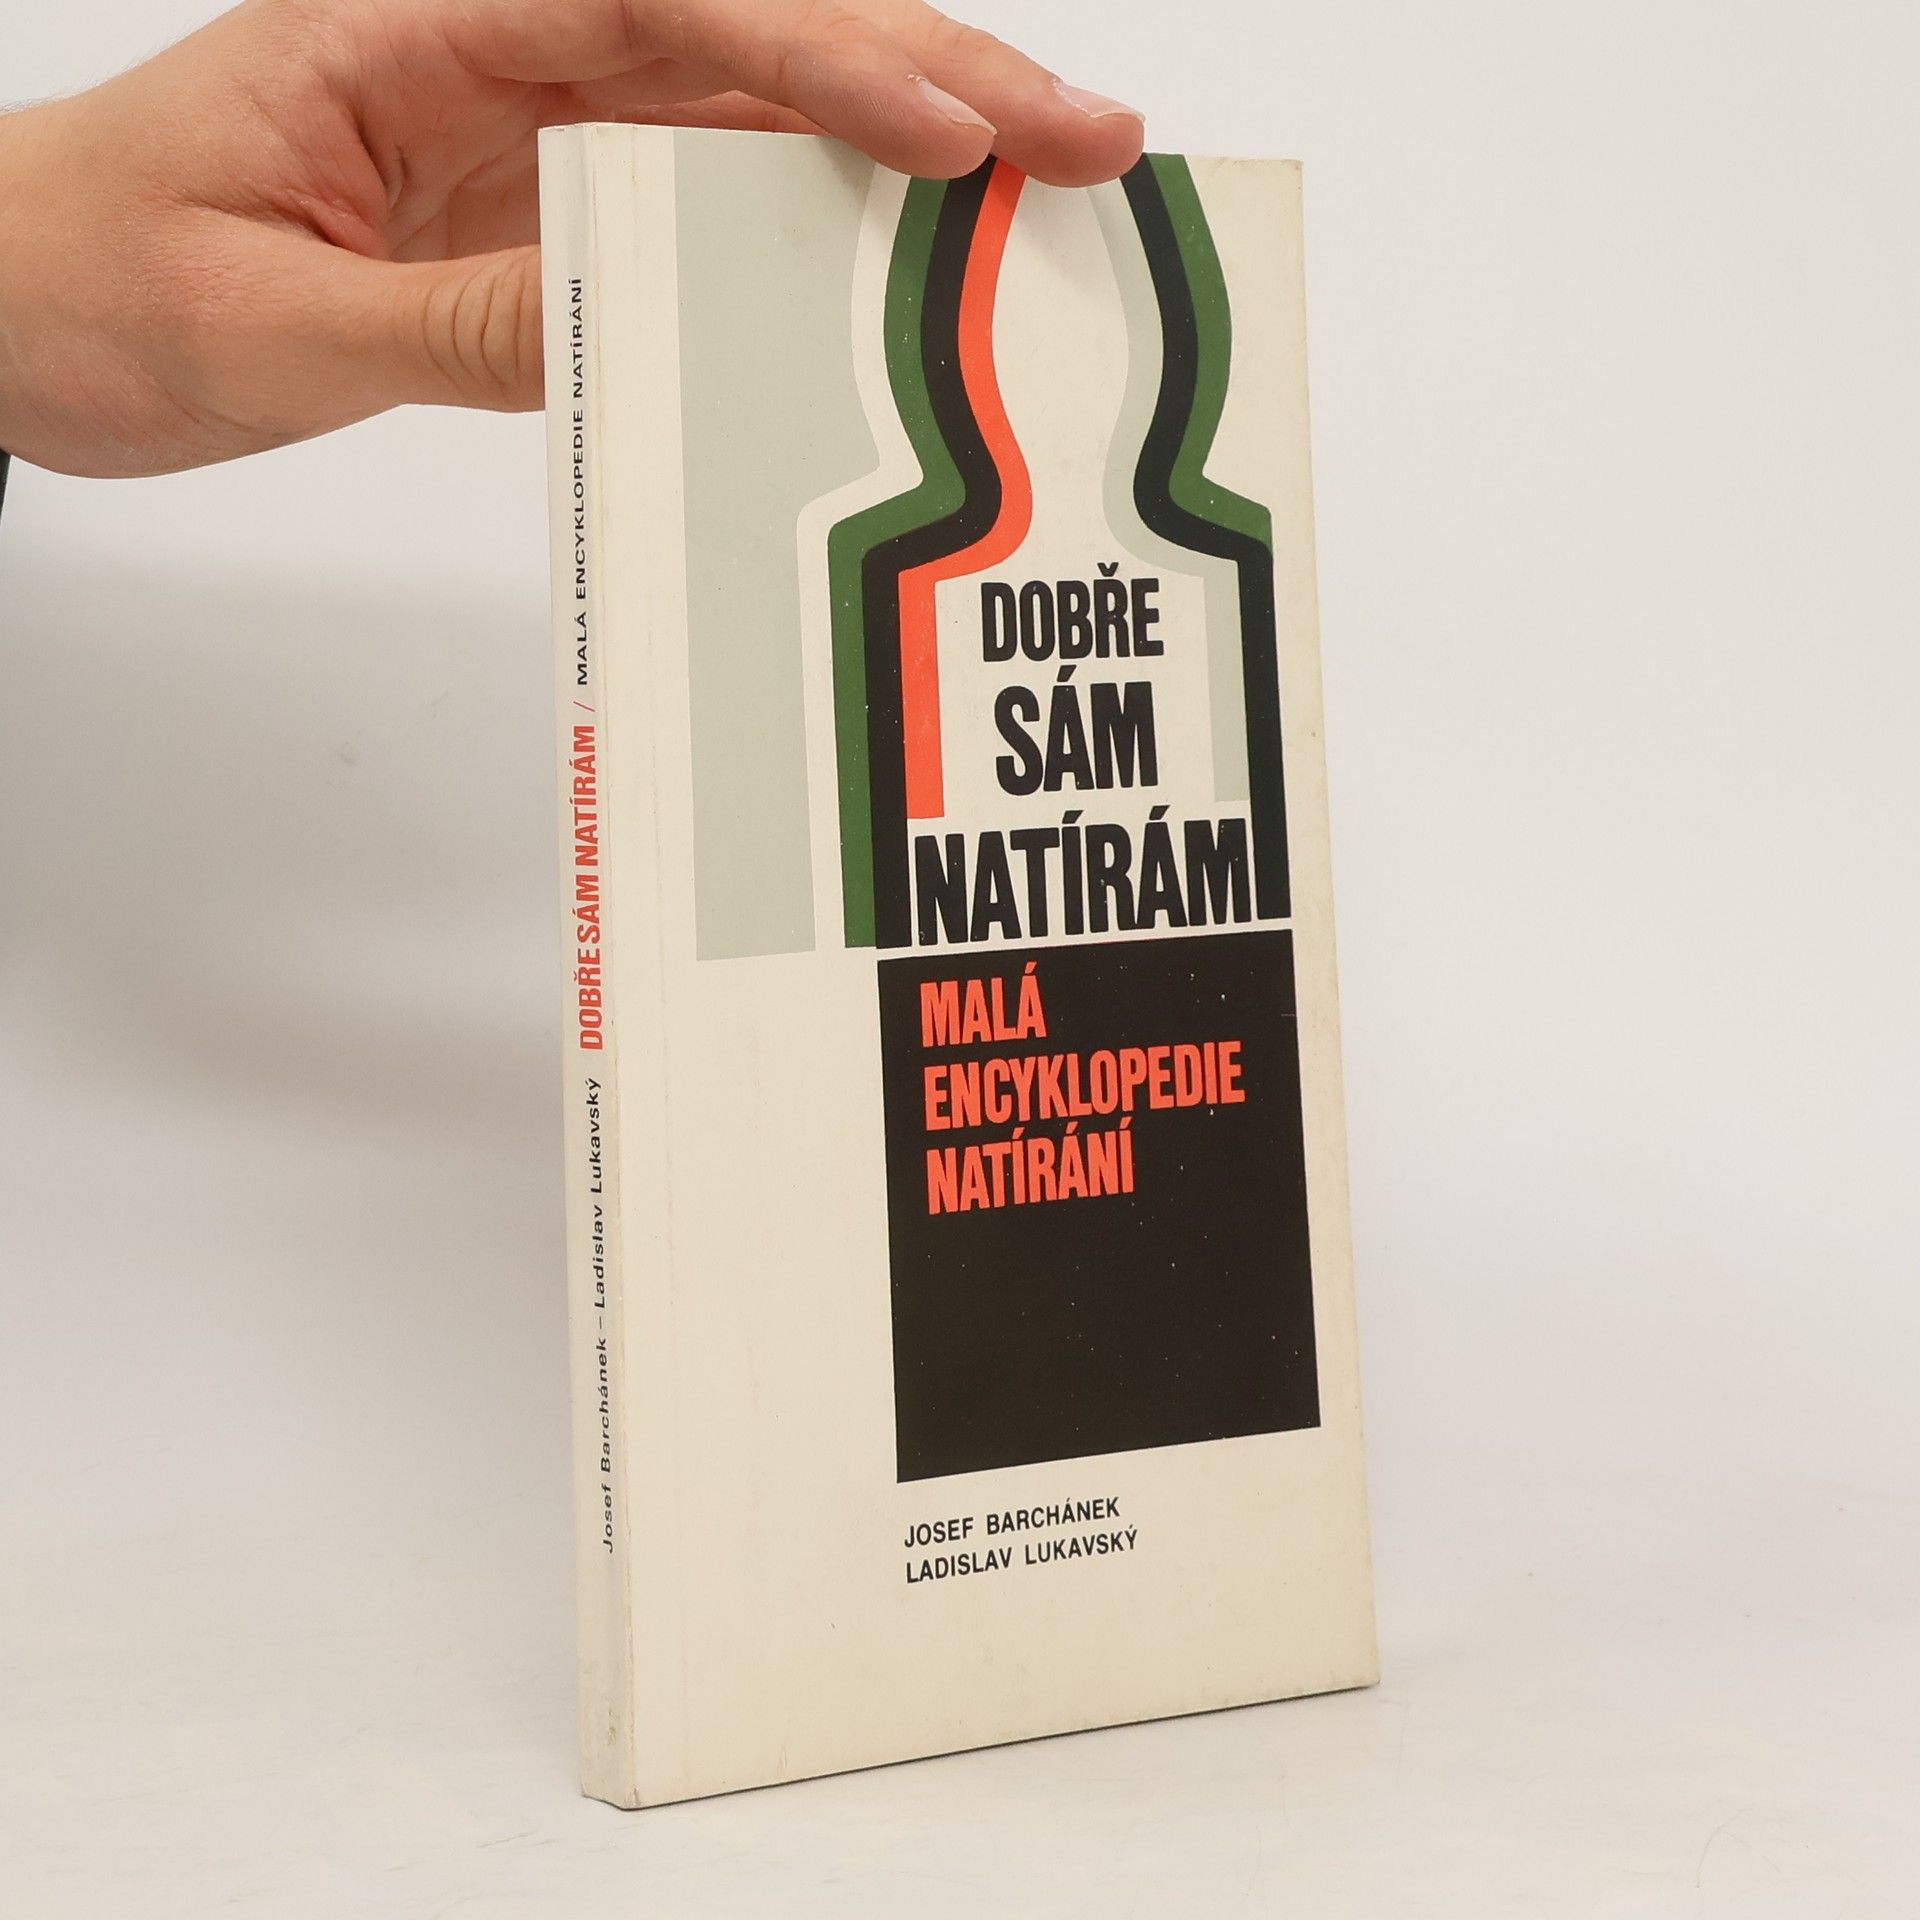 DOBŘE
SÁM
NATÍRÁM
MALÁ
ENCYKLOPEDIE
NATÍRÁNÍ
JOSEF BARCHÁNEK
LADISLAV LUKAVSKÝ
Josef Barchánek – Ladislav Lukavský DOBŘE SÁM NATÍRÁM / MALÁ ENCYKLOPEDIE NATÍRÁNÍ